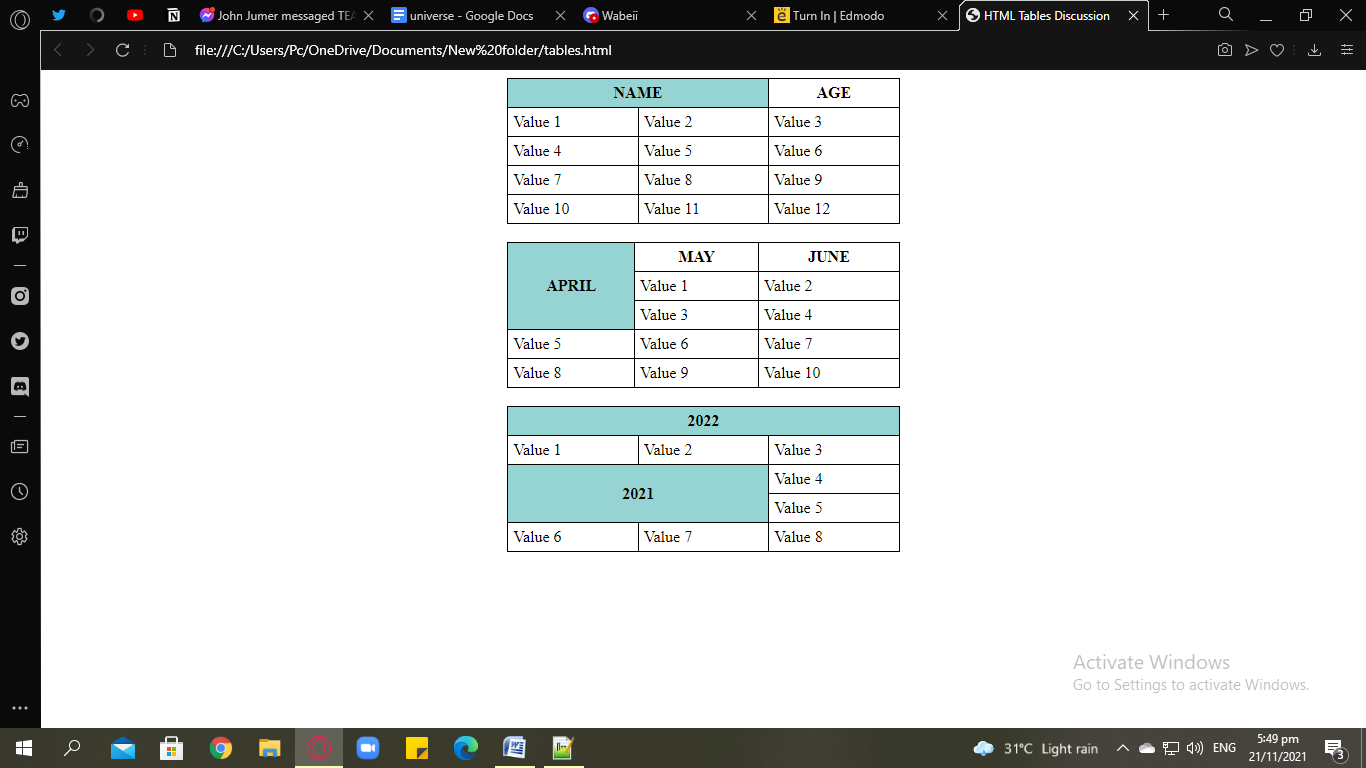 John Jumer messaged TEA
universe - Google Docs
Wabeii
Turn In | Edmodo
HTML Tables Discussion
file:///C:/Users/Pc/OneDrive/Documents/New%20folder/tables.html
NAME AGE
Value 1 Value 2 Value 3
Value 4 Value 5 Value 6
Value 7 Value 8 Value 9
Value 10 Value 11 Value 12
APRIL MAY JUNE
Value 1 Value 2
Value 3 Value 4
Value 5 Value 6 Value 7
Value 8 Value 9 Value 10
2022
Value 1 Value 2 Value 3
2021 Value 4
Value 5
Value 6 Value 7 Value 8
Activate Windows
Go to Settings to activate Windows.
31°C Light rain
ENG
5:49 pm
21/11/2021
3